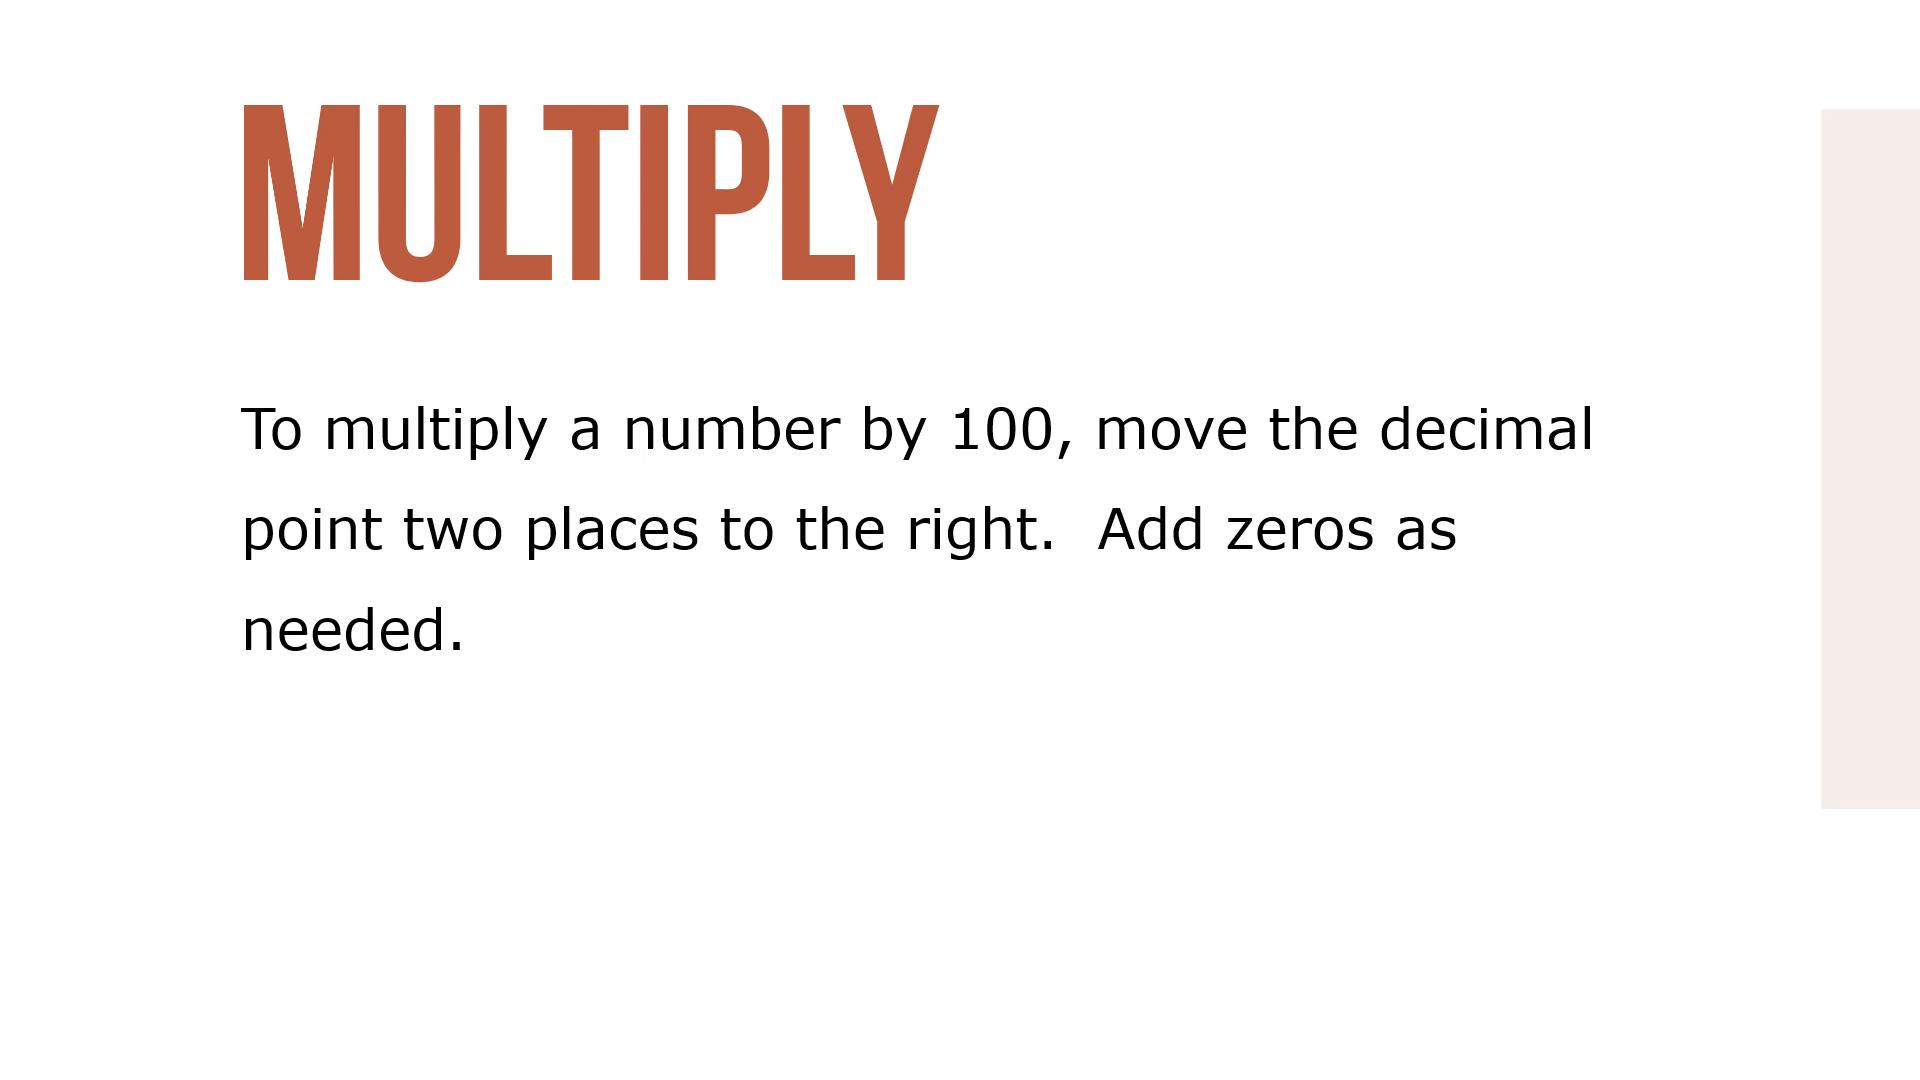 MULTIPLY
To multiply a number by 100, move the decimal
point two places to the right.  Add zeros as
needed.